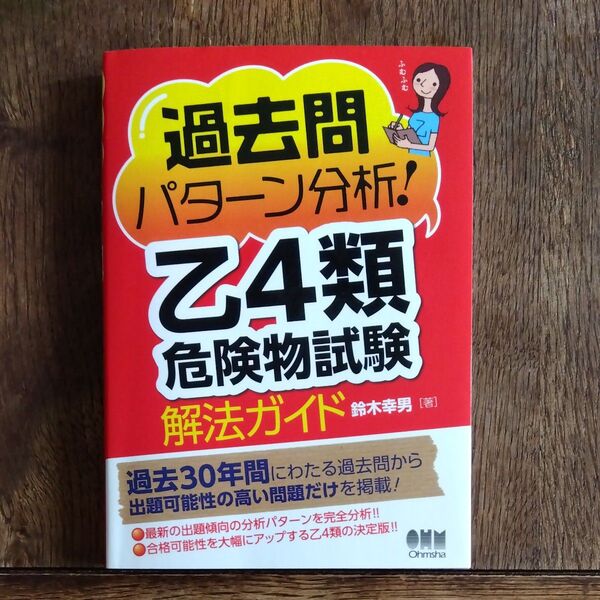 ふむふむ
過去問
パターン分析!
乙4類
危険物試験
解法ガイド 鈴木幸男[著]
過去30年間にわたる過去問から
出題可能性の高い問題だけを掲載!
●最新の出題傾向の分析パターンを完全分析!!
●合格可能性を大幅にアップする乙4類の決定版!!
OHM
Ohmsha